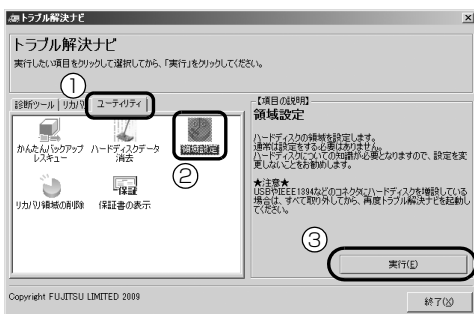 トラブル解決ナビ
トラブル解決ナビ
実行したい項目をクリックして選択してから、「実行」をクリックしてください。
①
診断ツール
リカバリ
ユーティリティ
かんたんバックアップ
レスキュー
ハードディスクデータ
消去
領域設定
②
リカバリ領域の削除
保証
保証書の表示
【項目の説明】
領域設定
ハードディスクの領域を設定します。
通常は設定をする必要はありません。
ハードディスクについての知識が必要となりますので、設定を変
更しないことをお勧めします。
★注意★
USBやIEEE1394などのコネクタにハードディスクを増設している
場合は、すべて取り外してから、再度トラブル解決ナビを起動し
てください。
③
実行(E)
Copyright FUJITSU LIMITED 2009
終了(X)